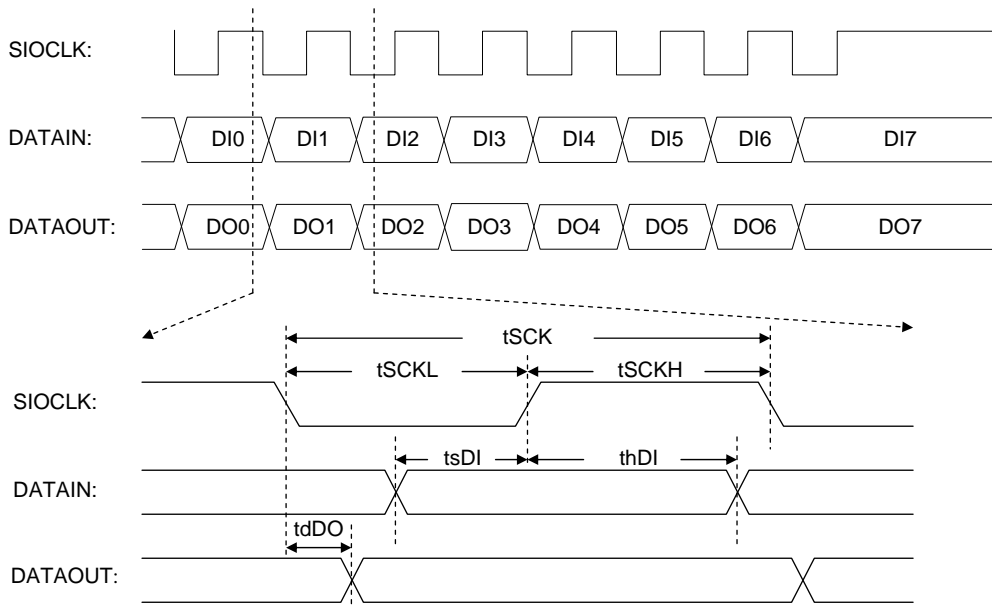 SIOCLK:
DATAIN: DI0 DI1 DI2 DI3 DI4 DI5 DI6 DI7
DATAOUT: DO0 DO1 DO2 DO3 DO4 DO5 DO6 DO7
tSCK
tSCKL tSCKH
SIOCLK:
tsDI thDI
DATAIN:
tdDO
DATAOUT: